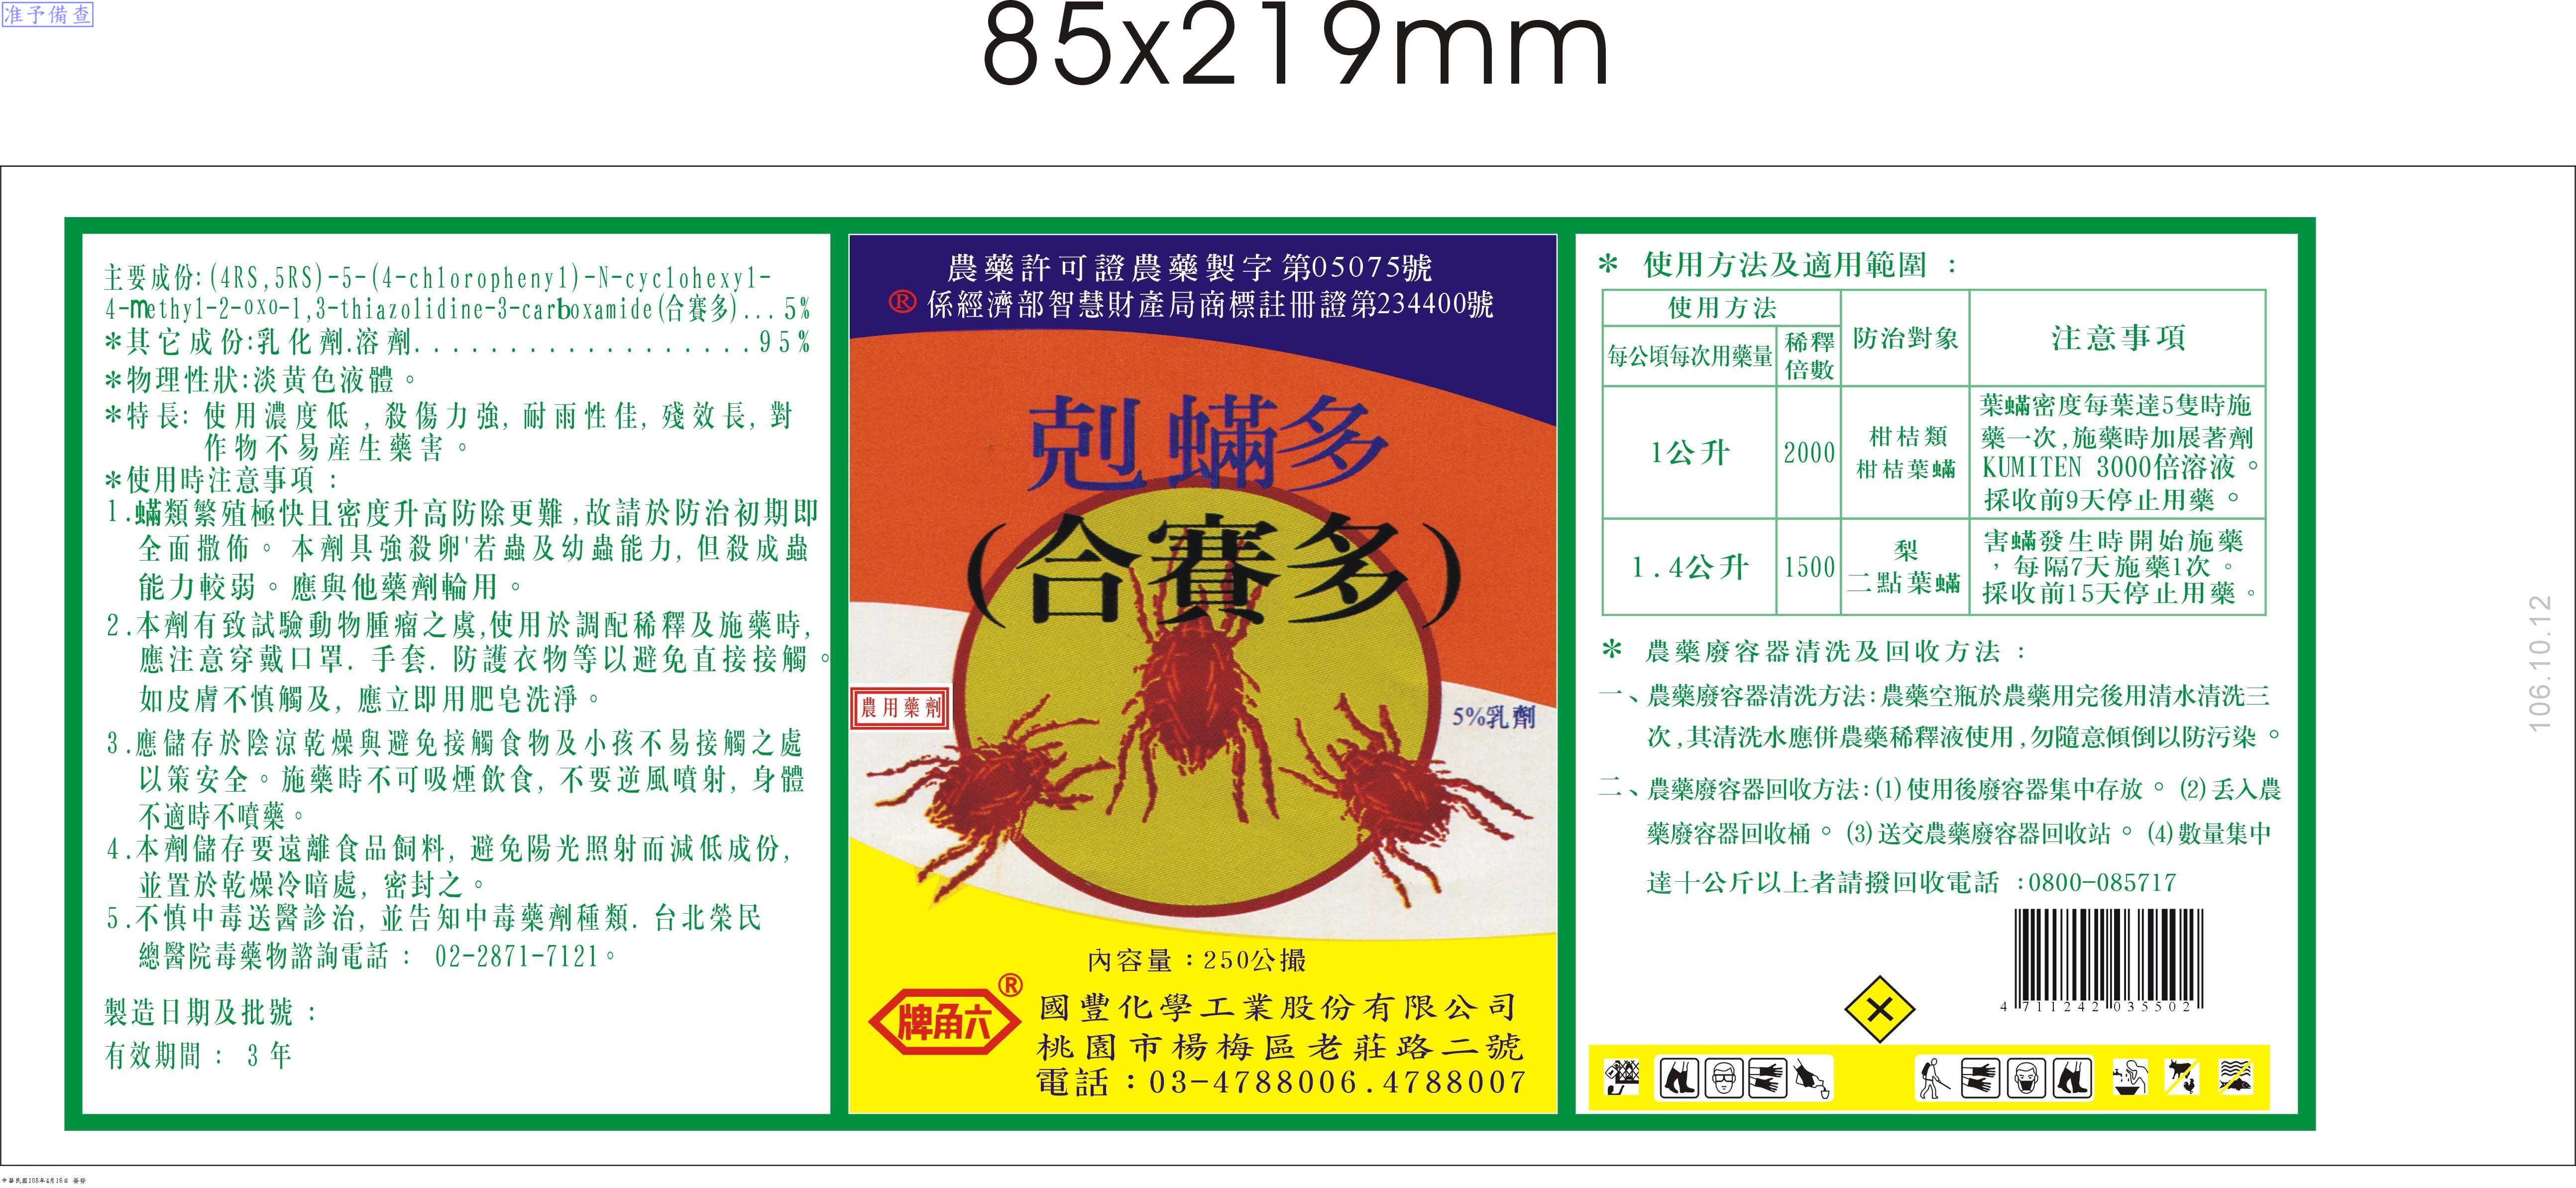 准予備查
85x219mm
主要成份:(4RS,5RS)-5-(4-chlorophenyl)-N-cyclohexyl-
4-methyl-2-oxo-1,3-thiazolidine-3-carboxamide(合賽多)...5%
*其它成份:乳化劑.溶劑..................95%
*物理性狀:淡黃色液體。
*特長:使用濃度低,殺傷力強,耐雨性佳,殘效長,對
作物不易産生藥害。
*使用時注意事項:
1.蟎類繁殖極快且密度升高防除更難,故請於防治初期即
全面撒佈。本劑具強殺卵'若蟲及幼蟲能力,但殺成蟲
能力較弱。應與他藥劑輪用。
2.本劑有致試驗動物腫瘤之虞,使用於調配稀釋及施藥時,
應注意穿戴口罩.手套.防護衣物等以避免直接接觸。
如皮膚不慎觸及,應立即用肥皂洗淨。
3.應儲存於陰涼乾燥與避免接觸食物及小孩不易接觸之處
以策安全。施藥時不可吸煙飲食,不要逆風噴射,身體
不適時不噴藥。
4.本劑儲存要遠離食品飼料,避免陽光照射而減低成份,
並置於乾燥冷暗處,密封之。
5.不慎中毒送醫診治,並告知中毒藥劑種類.台北榮民
總醫院毒藥物諮詢電話: 02-2871-7121。
製造日期及批號:
有效期間: 3年
農藥許可證農藥製字第05075號
®係經濟部智慧財產局商標註冊證第234400號
剋蟎多
(合賽多)
農用藥劑
5%乳劑
內容量:250公撮
牌角六®
國豐化學工業股份有限公司
桃園市楊梅區老莊路二號
電話:03-4788006.4788007
* 使用方法及適用範圍:
使用方法
每公頃每次用藥量
稀釋
倍數
防治對象
注意事項
1公升
2000
柑桔類
柑桔葉蟎
葉蟎密度每葉達5隻時施
藥一次,施藥時加展著劑
KUMITEN 3000倍溶液。
採收前9天停止用藥。
1.4公升
1500
梨
二點葉蟎
害蟎發生時開始施藥
,每隔7天施藥1次。
採收前15天停止用藥。
* 農藥廢容器清洗及回收方法:
一、農藥廢容器清洗方法:農藥空瓶於農藥用完後用清水清洗三
次,其清洗水應併農藥稀釋液使用,勿隨意傾倒以防污染。
二、農藥廢容器回收方法:(1)使用後廢容器集中存放。(2)丟入農
藥廢容器回收桶。(3)送交農藥廢容器回收站。(4)數量集中
達十公斤以上者請撥回收電話:0800-085717
4 711242 035502
106.10.12
中華民國108年4月16日 簽發